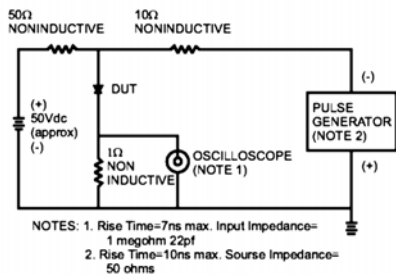 50Ω
NONINDUCTIVE
10Ω
NONINDUCTIVE
(+)
50Vdc
(approx)
(-)
DUT
1Ω
NON
INDUCTIVE
OSCILLOSCOPE
(NOTE 1)
(-)
PULSE
GENERATOR
(NOTE 2)
(+)
NOTES: 1. Rise Time=7ns max. Input Impedance=
1 megohm 22pf
2. Rise Time=10ns max. Sourse Impedance=
50 ohms